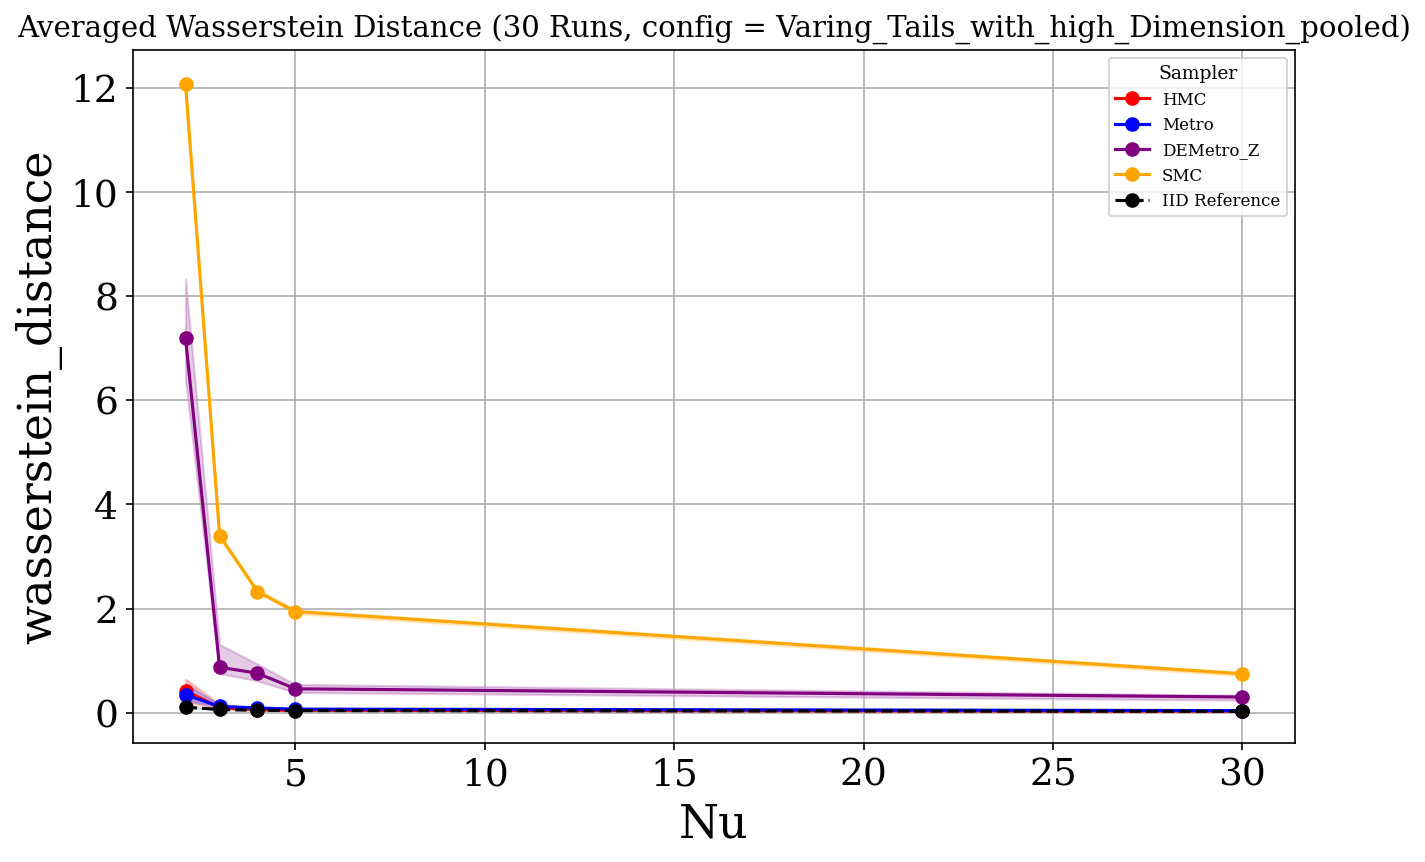 Averaged Wasserstein Distance (30 Runs, config = Varing_Tails_with_high_Dimension_pooled)
wasserstein_distance
12
10
8
6
4
2
0
Sampler
HMC
Metro
DEMetro_Z
SMC
IID Reference
5
10
15
20
25
30
Nu